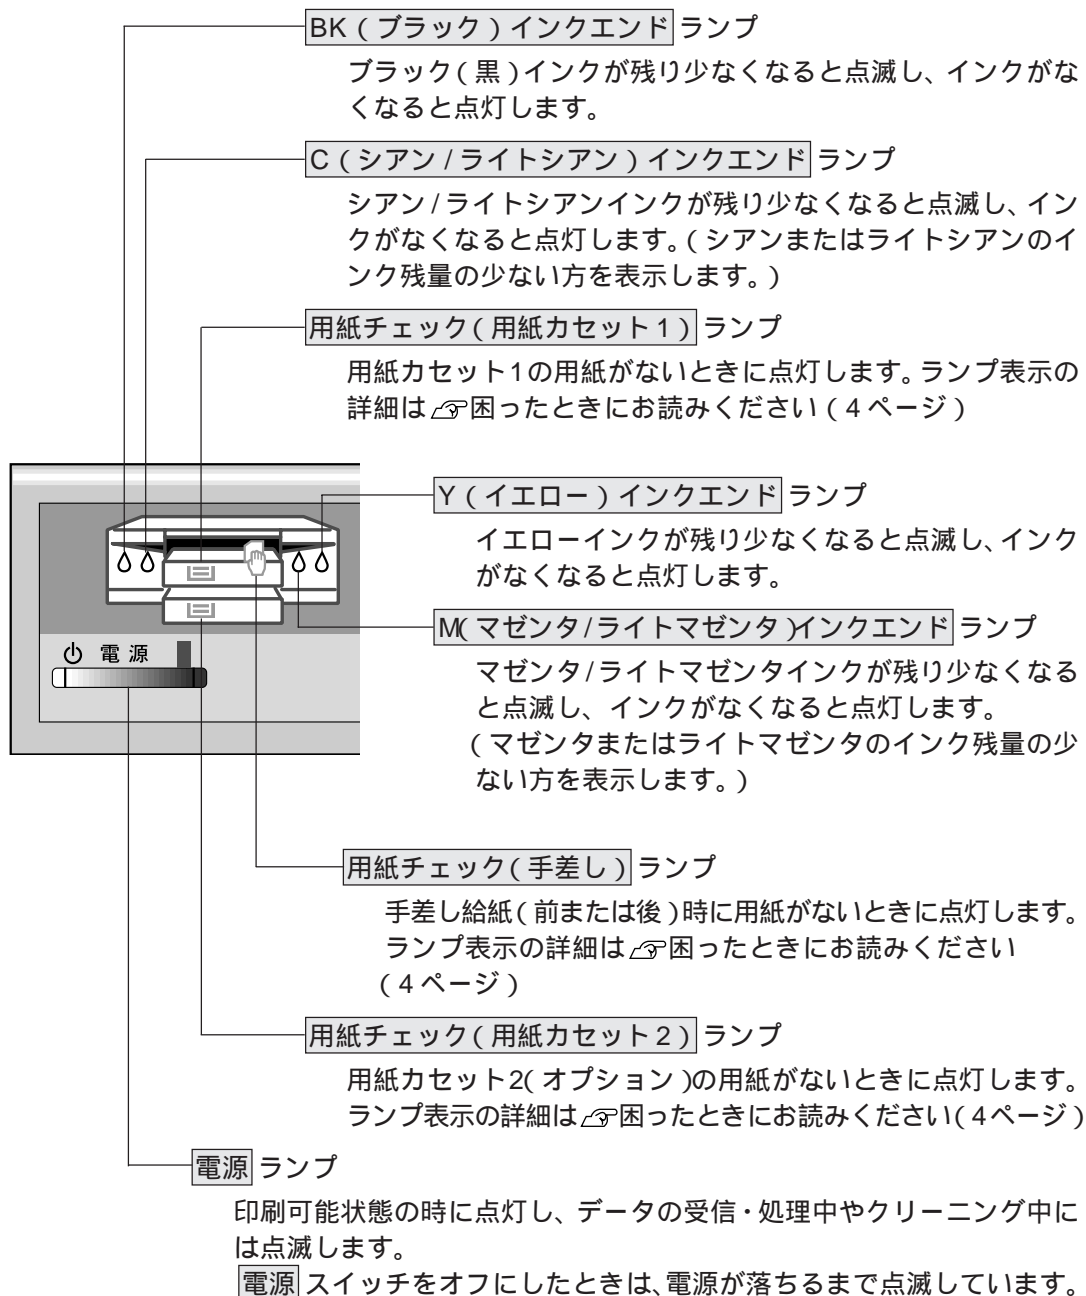 BK（ブラック）インクエンド ランプ
ブラック（黒）インクが残り少なくなると点滅し、インクがな
くなると点灯します。
C（シアン/ライトシアン）インクエンド ランプ
シアン/ライトシアンインクが残り少なくなると点滅し、イン
クがなくなると点灯します。（シアンまたはライトシアンのイ
ンク残量の少ない方を表示します。）
用紙チェック（用紙カセット1） ランプ
用紙カセット1の用紙がないときに点灯します。ランプ表示の
詳細は 困ったときにお読みください（4ページ）
Y（イエロー）インクエンド ランプ
イエローインクが残り少なくなると点滅し、インク
がなくなると点灯します。
M（マゼンタ/ライトマゼンタ）インクエンド ランプ
マゼンタ/ライトマゼンタインクが残り少なくなる
と点滅し、インクがなくなると点灯します。
（マゼンタまたはライトマゼンタのインク残量の少
ない方を表示します。）
電源
用紙チェック（手差し） ランプ
手差し給紙（前または後）時に用紙がないときに点灯します。
ランプ表示の詳細は 困ったときにお読みください
（4ページ）
用紙チェック（用紙カセット2） ランプ
用紙カセット2（オプション）の用紙がないときに点灯します。
ランプ表示の詳細は 困ったときにお読みください（4ページ）
電源 ランプ
印刷可能状態の時に点灯し、データの受信・処理中やクリーニング中に
は点滅します。
電源 スイッチをオフにしたときは、電源が落ちるまで点滅しています。